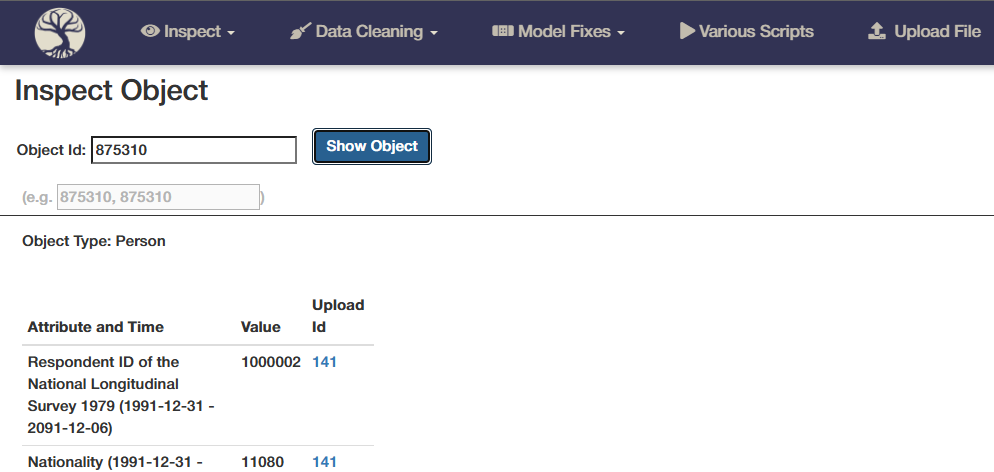 Inspect Data Cleaning Model Fixes Various Scripts Upload File
Inspect Object
Object Id: 875310 Show Object
(e.g. 875310, 875310 )
Object Type: Person
Upload
Attribute and Time Value Id
Respondent ID of the 1000002 141
National Longitudinal
Survey 1979 (1991-12-31 -
2091-12-06)
Nationality (1991-12-31 - 11080 141